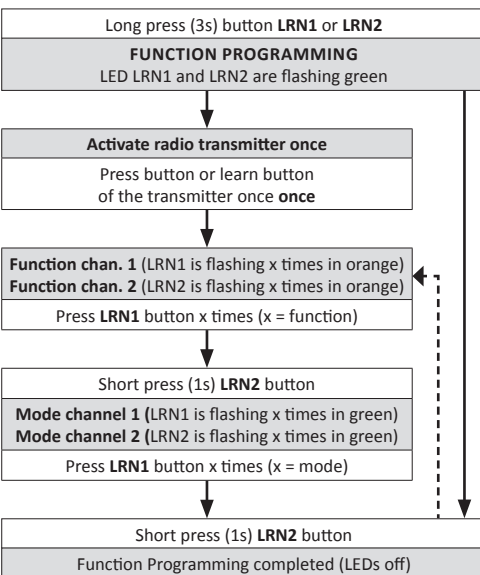 Long press (3s) button LRN1 or LRN2
FUNCTION PROGRAMMING
LED LRN1 and LRN2 are flashing green
Activate radio transmitter once
Press button or learn button
of the transmitter once once
Function chan. 1 (LRN1 is flashing x times in orange)
Function chan. 2 (LRN2 is flashing x times in orange)
Press LRN1 button x times (x = function)
Short press (1s) LRN2 button
Mode channel 1 (LRN1 is flashing x times in green)
Mode channel 2 (LRN2 is flashing x times in green)
Press LRN1 button x times (x = mode)
Short press (1s) LRN2 button
Function Programming completed (LEDs off)